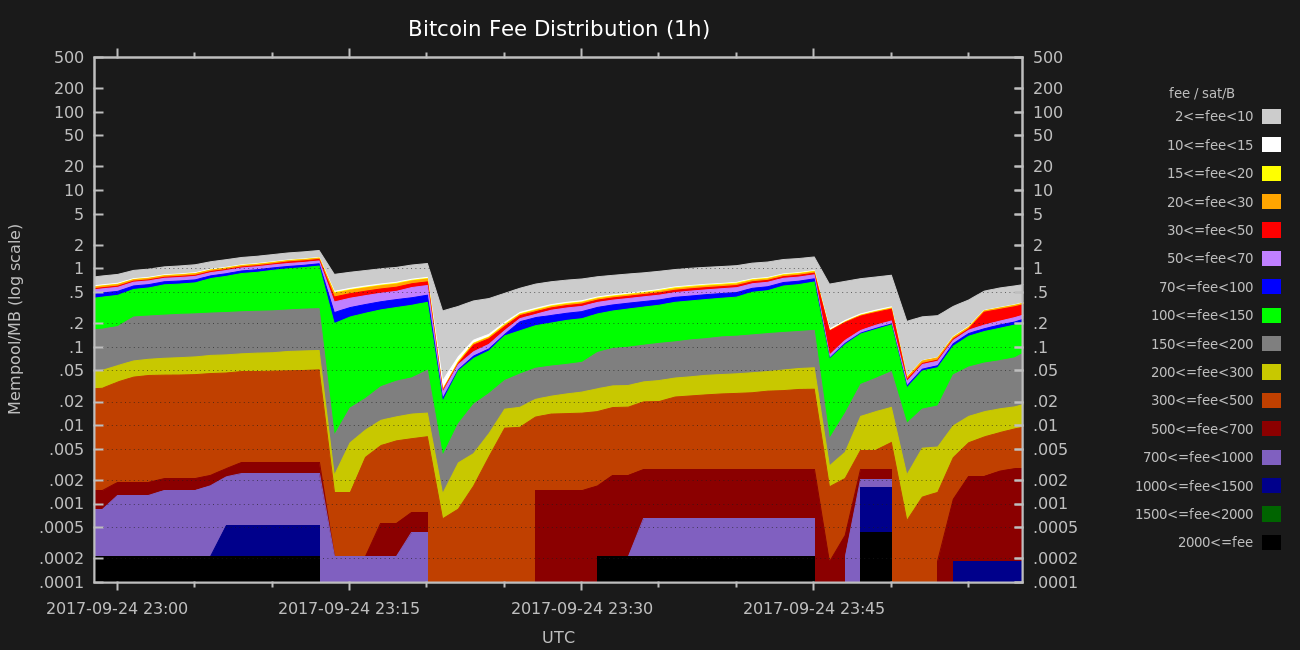 Bitcoin Fee Distribution (1h)
Mempool/MB (log scale)
500
200
100
50
20
10
5
2
1
.5
.2
.1
.05
.02
.01
.005
.002
.001
.0005
.0002
.0001
500
200
100
50
20
10
5
2
1
.5
.2
.1
.05
.02
.01
.005
.002
.001
.0005
.0002
.0001
2017-09-24 23:00
2017-09-24 23:15
2017-09-24 23:30
2017-09-24 23:45
UTC
fee / sat/B
2<=fee<10
10<=fee<15
15<=fee<20
20<=fee<30
30<=fee<50
50<=fee<70
70<=fee<100
100<=fee<150
150<=fee<200
200<=fee<300
300<=fee<500
500<=fee<700
700<=fee<1000
1000<=fee<1500
1500<=fee<2000
2000<=fee